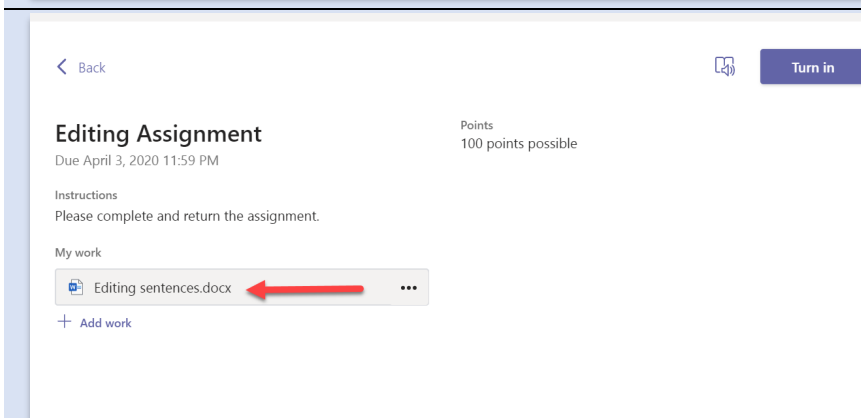 Back
Turn in
Editing Assignment
Due April 3, 2020 11:59 PM
Points
100 points possible
Instructions
Please complete and return the assignment.
My work
Editing sentences.docx
Add work